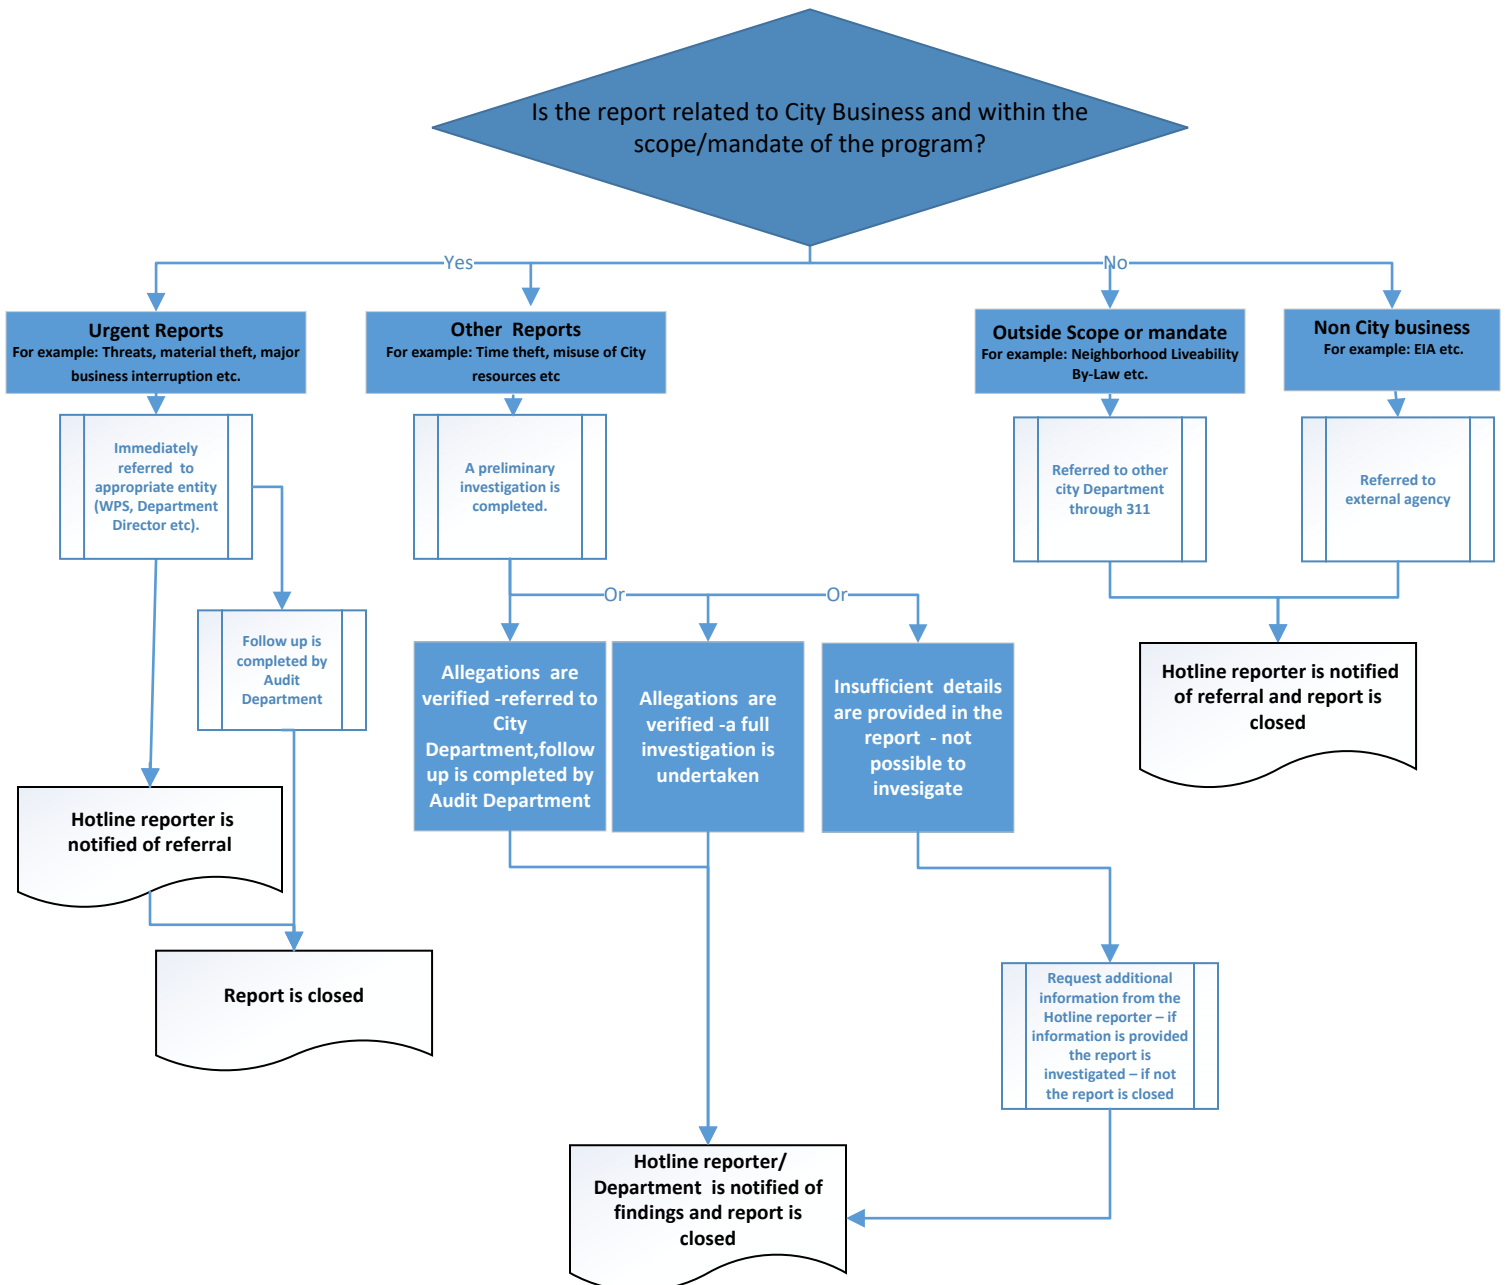 Is the report related to City Business and within the
scope/mandate of the program?
Yes
No
Urgent Reports
For example: Threats, material theft, major
business interruption etc.
Other  Reports
For example: Time theft, misuse of City
resources etc
Outside Scope or mandate
For example: Neighborhood Liveability
By-Law etc.
Non City business
For example: EIA etc.
Immediately
referred  to
appropriate entity
(WPS, Department
Director etc).
A preliminary
investigation is
completed.
Referred to other
city Department
through 311
Referred to
external agency
Or
Or
Follow up is
completed by
Audit
Department
Allegations  are
verified -referred to
City
Department,follow
up is completed by
Audit Department
Allegations  are
verified -a full
investigation is
undertaken
Insufficient  details
are provided in the
report  - not
possible to
invesigate
Hotline reporter is notified
of referral and report is
closed
Hotline reporter is
notified of referral
Report is closed
Request additional
information from the
Hotline reporter – if
information is provided
the report is
investigated – if not
the report is closed
Hotline reporter/
Department  is notified of
findings and report is
closed